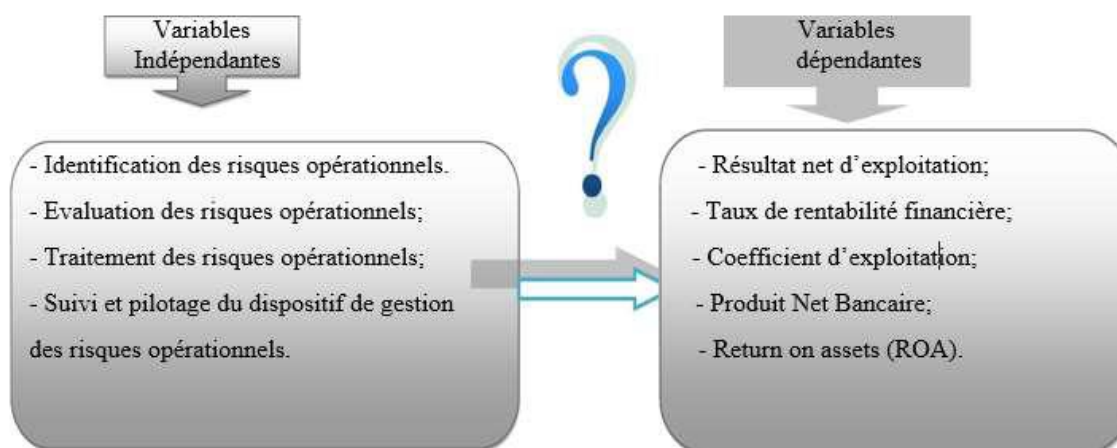 Variables
Indépendantes
- Identification des risques opérationnels.
- Evaluation des risques opérationnels;
- Traitement des risques opérationnels;
- Suivi et pilotage du dispositif de gestion
des risques opérationnels.
?
Variables
dépendantes
- Résultat net d’exploitation;
- Taux de rentabilité financière;
- Coefficient d’exploitation;
- Produit Net Bancaire;
- Return on assets (ROA).